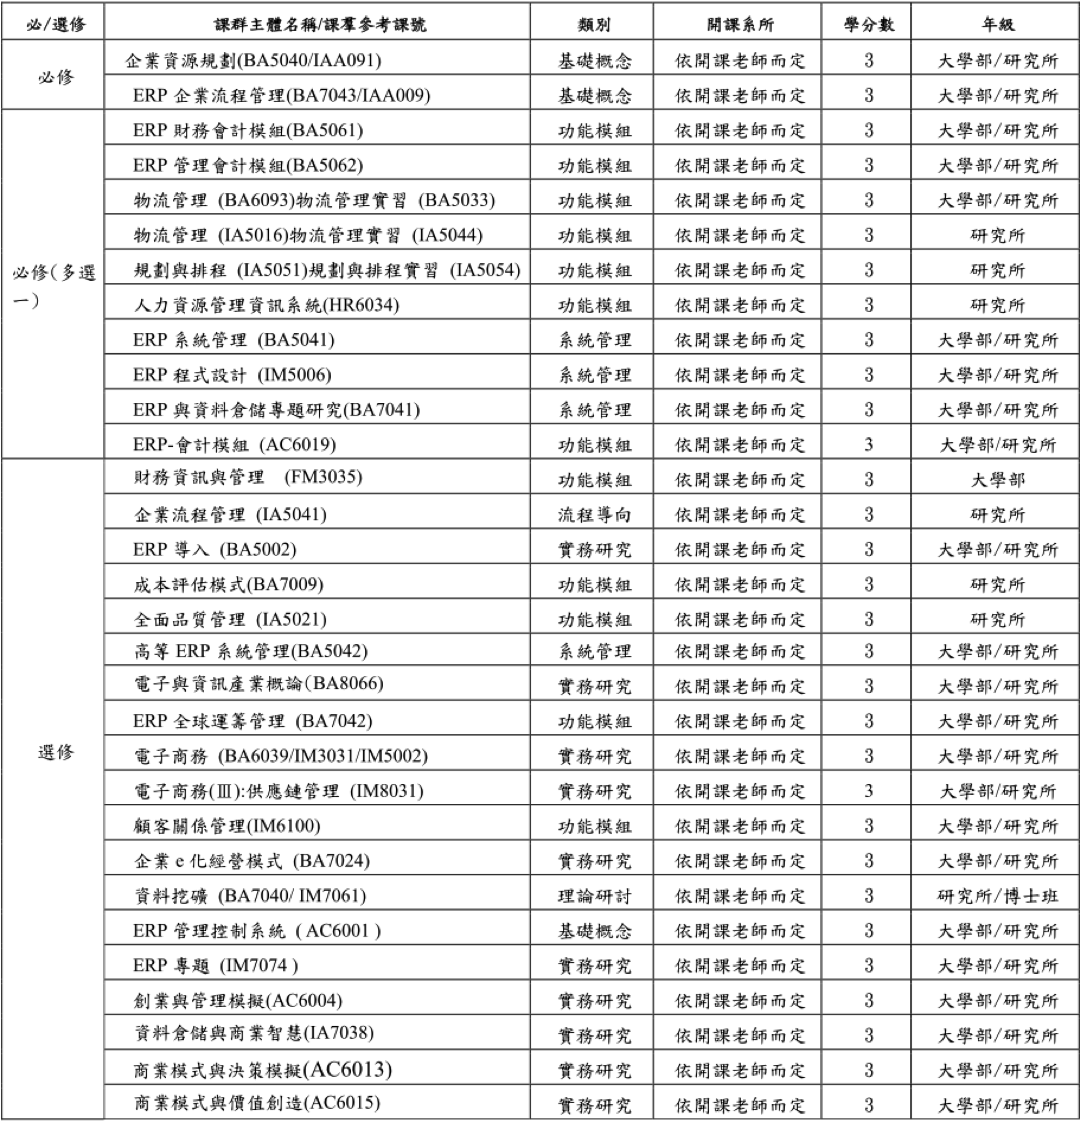 必/選修 課群主體名稱/課羣參考課號 類別 開課系所 學分數 年級
必修 企業資源規劃(BA5040/IAA091) 基礎概念 依開課老師而定 3 大學部/研究所
ERP 企業流程管理(BA7043/IAA009) 基礎概念 依開課老師而定 3 大學部/研究所
必修(多選一) ERP 財務會計模組(BA5061) 功能模組 依開課老師而定 3 大學部/研究所
ERP 管理會計模組(BA5062) 功能模組 依開課老師而定 3 大學部/研究所
物流管理 (BA6093)物流管理實習 (BA5033) 功能模組 依開課老師而定 3 大學部/研究所
物流管理 (IA5016)物流管理實習 (IA5044) 功能模組 依開課老師而定 3 研究所
規劃與排程 (IA5051)規劃與排程實習 (IA5054) 功能模組 依開課老師而定 3 研究所
人力資源管理資訊系統(HR6034) 功能模組 依開課老師而定 3 研究所
ERP 系統管理 (BA5041) 系統管理 依開課老師而定 3 大學部/研究所
ERP 程式設計 (IM5006) 系統管理 依開課老師而定 3 大學部/研究所
ERP 與資料倉儲專題研究(BA7041) 系統管理 依開課老師而定 3 大學部/研究所
ERP-會計模組 (AC6019) 功能模組 依開課老師而定 3 大學部/研究所
選修 財務資訊與管理 (FM3035) 功能模組 依開課老師而定 3 大學部
企業流程管理 (IA5041) 流程導向 依開課老師而定 3 研究所
ERP 導入 (BA5002) 實務研究 依開課老師而定 3 大學部/研究所
成本評估模式(BA7009) 功能模組 依開課老師而定 3 研究所
全面品質管理 (IA5021) 功能模組 依開課老師而定 3 研究所
高等 ERP 系統管理(BA5042) 系統管理 依開課老師而定 3 大學部/研究所
電子與資訊產業概論(BA8066) 實務研究 依開課老師而定 3 大學部/研究所
ERP 全球運籌管理 (BA7042) 功能模組 依開課老師而定 3 大學部/研究所
電子商務 (BA6039/IM3031/IM5002) 實務研究 依開課老師而定 3 大學部/研究所
電子商務(Ⅲ):供應鏈管理 (IM8031) 實務研究 依開課老師而定 3 大學部/研究所
顧客關係管理(IM6100) 功能模組 依開課老師而定 3 大學部/研究所
企業 e 化經營模式 (BA7024) 實務研究 依開課老師而定 3 大學部/研究所
資料挖礦 (BA7040/ IM7061) 理論研討 依開課老師而定 3 研究所/博士班
ERP 管理控制系統 ( AC6001 ) 基礎概念 依開課老師而定 3 大學部/研究所
ERP 專題 (IM7074 ) 實務研究 依開課老師而定 3 大學部/研究所
創業與管理模擬(AC6004) 實務研究 依開課老師而定 3 大學部/研究所
資料倉儲與商業智慧(IA7038) 實務研究 依開課老師而定 3 大學部/研究所
商業模式與決策模擬(AC6013) 實務研究 依開課老師而定 3 大學部/研究所
商業模式與價值創造(AC6015) 實務研究 依開課老師而定 3 大學部/研究所